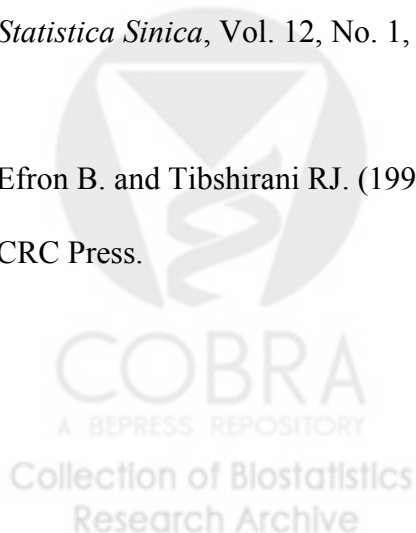 Statistica Sinica, Vol. 12, No. 1,
Efron B. and Tibshirani RJ. (199
CRC Press.
COBRA
A BEPRESS REPOSITORY
Collection of Biostatistics
Research Archive